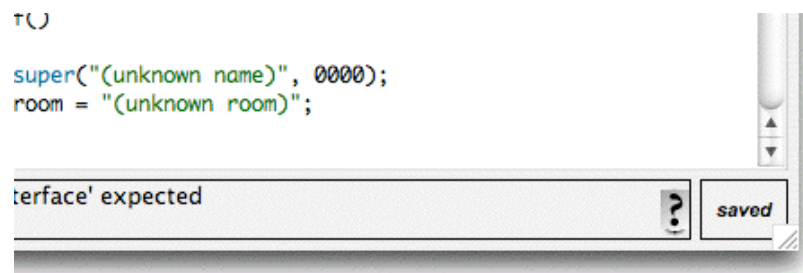 f()
super("(unknown name)", 0000);
room = "(unknown room)";
terface' expected
?
saved